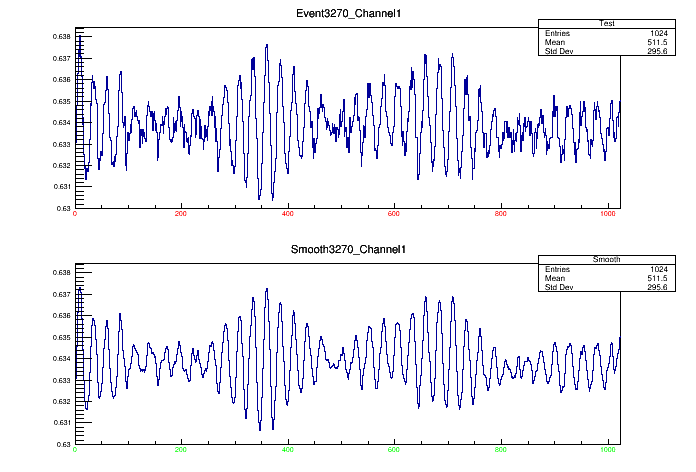 Event3270_Channel1
Test
Entries 1024
Mean 511.5
Std Dev 295.6
0.638
0.637
0.636
0.635
0.634
0.633
0.632
0.631
0.63
0 200 400 600 800 1000
Smooth3270_Channel1
Smooth
Entries 1024
Mean 511.5
Std Dev 295.6
0.638
0.637
0.636
0.635
0.634
0.633
0.632
0.631
0.63
0 200 400 600 800 1000